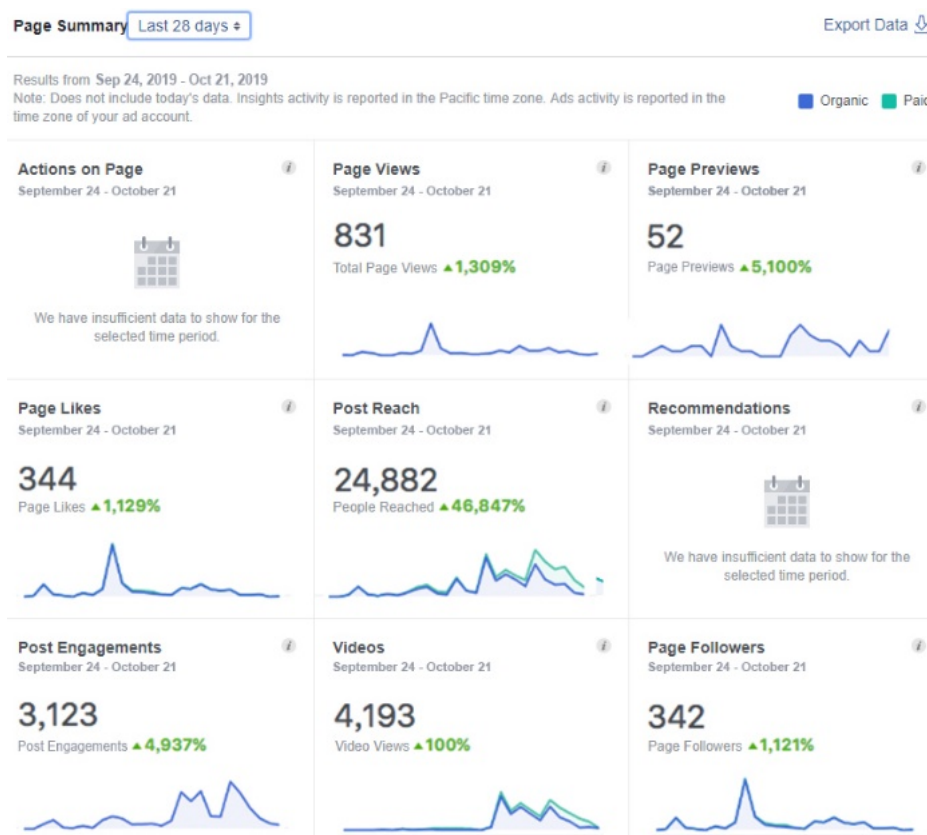 Page Summary Last 28 days
Export Data
Results from Sep 24, 2019 - Oct 21, 2019
Note: Does not include today's data. Insights activity is reported in the Pacific time zone. Ads activity is reported in the
time zone of your ad account.
Organic Paid
Actions on Page
September 24 - October 21
We have insufficient data to show for the
selected time period.
Page Views
September 24 - October 21
831
Total Page Views ▲1,309%
Page Previews
September 24 - October 21
52
Page Previews ▲5,100%
Page Likes
September 24 - October 21
344
Page Likes ▲1,129%
Post Reach
September 24 - October 21
24,882
People Reached ▲46,847%
Recommendations
September 24 - October 21
We have insufficient data to show for the
selected time period.
Post Engagements
September 24 - October 21
3,123
Post Engagements ▲4,937%
Videos
September 24 - October 21
4,193
Video Views ▲100%
Page Followers
September 24 - October 21
342
Page Followers ▲1,121%